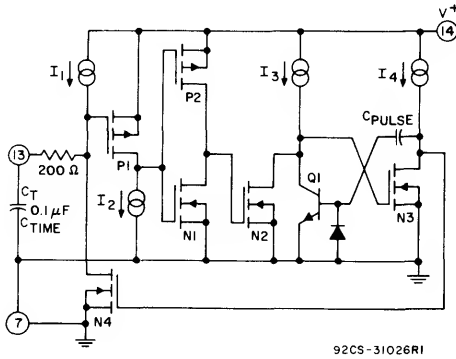 V+
14
I1
I3
I4
P2
CPULSE
13
P1
200 Ω
Q1
CT
0.1 μF
CTIME
I2
N1
N2
N3
7
N4
92CS-31026R1